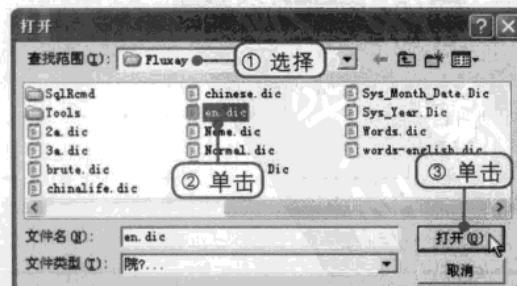 打开
查找范围(I): Fluxay ① 选择
SqlRcmd chinese.dic Sys_Month_Date.Dic
Tools en.dic Sys_Year.Dic
2a.dic Name.dic Words.dic
3a.dic Normal.dic words-english.dic
brute.dic ② 单击 Dic ③ 单击
chinalife.dic
文件名(N): en.dic 打开(O)
文件类型(T): 院?... 取消